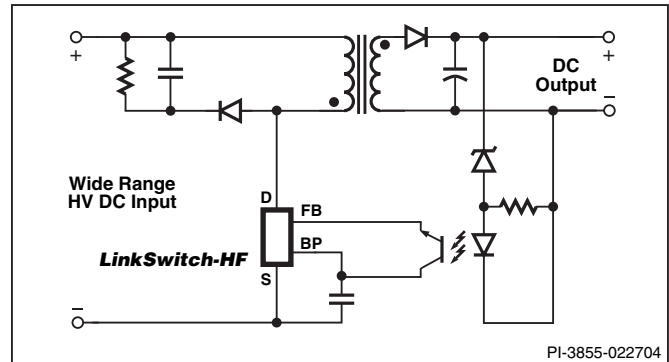 +
+
DC
Output
–
Wide Range
HV DC Input
D
FB
BP
LinkSwitch-HF
S
–
PI-3855-022704